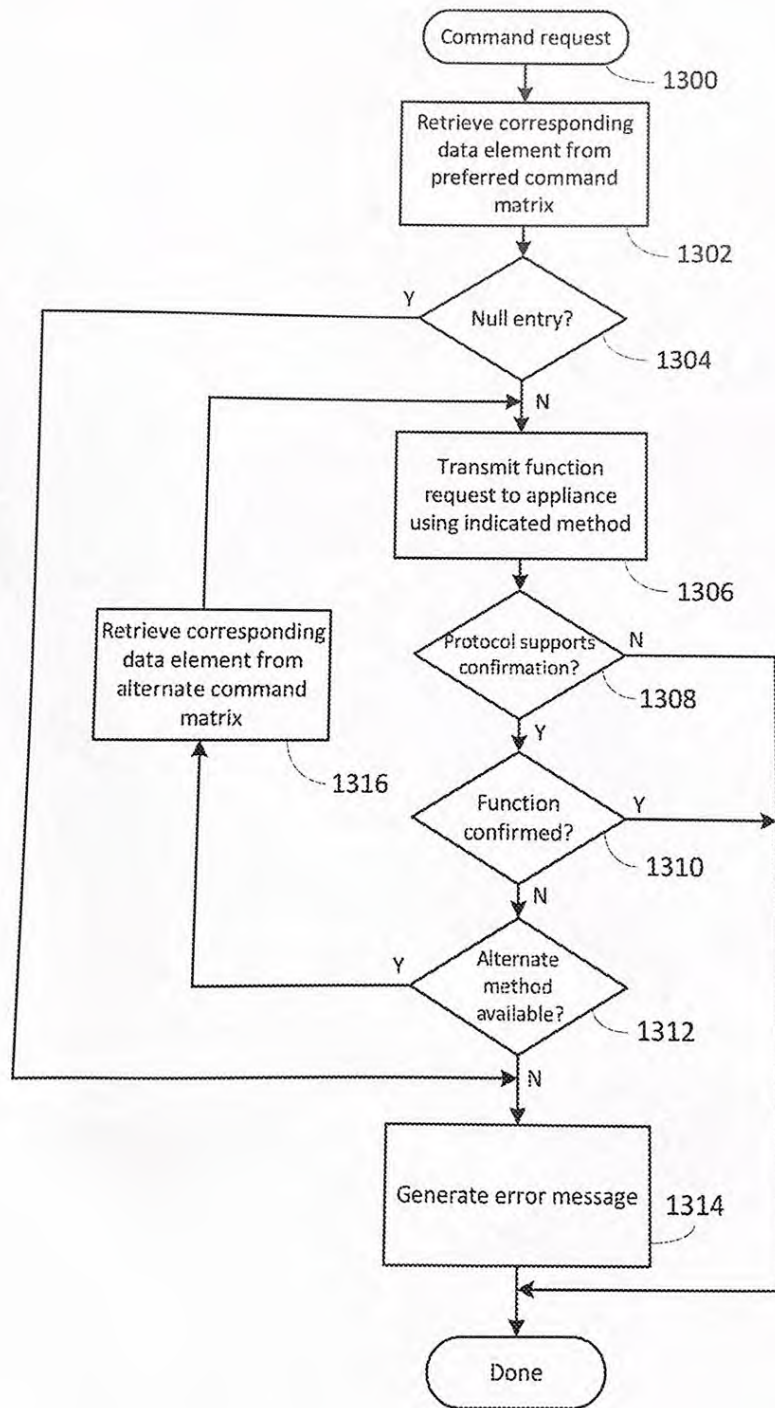 Command request
1300
Retrieve corresponding
data element from
preferred command
matrix
1302
Y
Null entry?
1304
N
Transmit function
request to appliance
using indicated method
1306
Retrieve corresponding
data element from
alternate command
matrix
1316
Protocol supports
confirmation?
N
1308
Y
Function
confirmed?
Y
1310
N
Y
Alternate
method
available?
1312
N
Generate error message
1314
Done